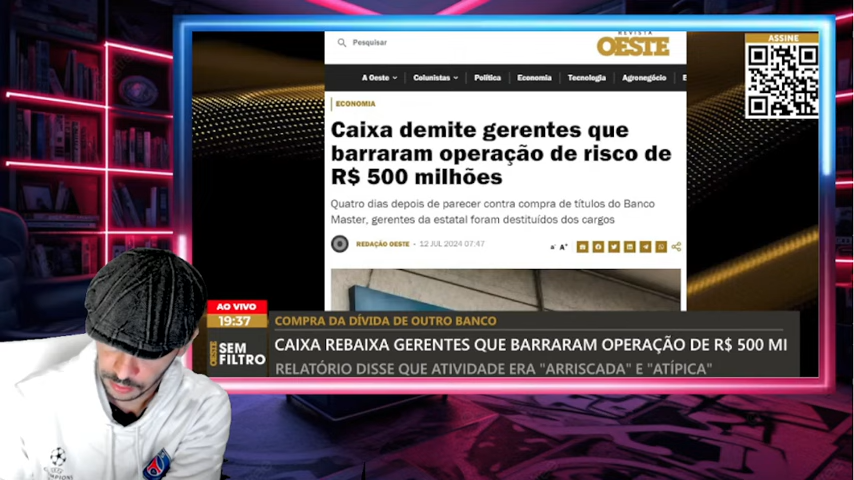 REVISTA
OESTE
Pesquisar
ASSINE
A Oeste
Colunistas
Política
Economia
Tecnologia
Agronegócio
E
ECONOMIA
Caixa demite gerentes que
barraram operação de risco de
R$ 500 milhões
Quatro dias depois de parecer contra compra de títulos do Banco
Master, gerentes da estatal foram destituídos dos cargos
REDAÇÃO OESTE - 12 JUL 2024 07:47
A- A+
AO VIVO
19:37
COMPRA DA DÍVIDA DE OUTRO BANCO
OESTE
SEM
FILTRO
CAIXA REBAIXA GERENTES QUE BARRARAM OPERAÇÃO DE R$ 500 MI
RELATÓRIO DISSE QUE ATIVIDADE ERA "ARRISCADA" E "ATÍPICA"